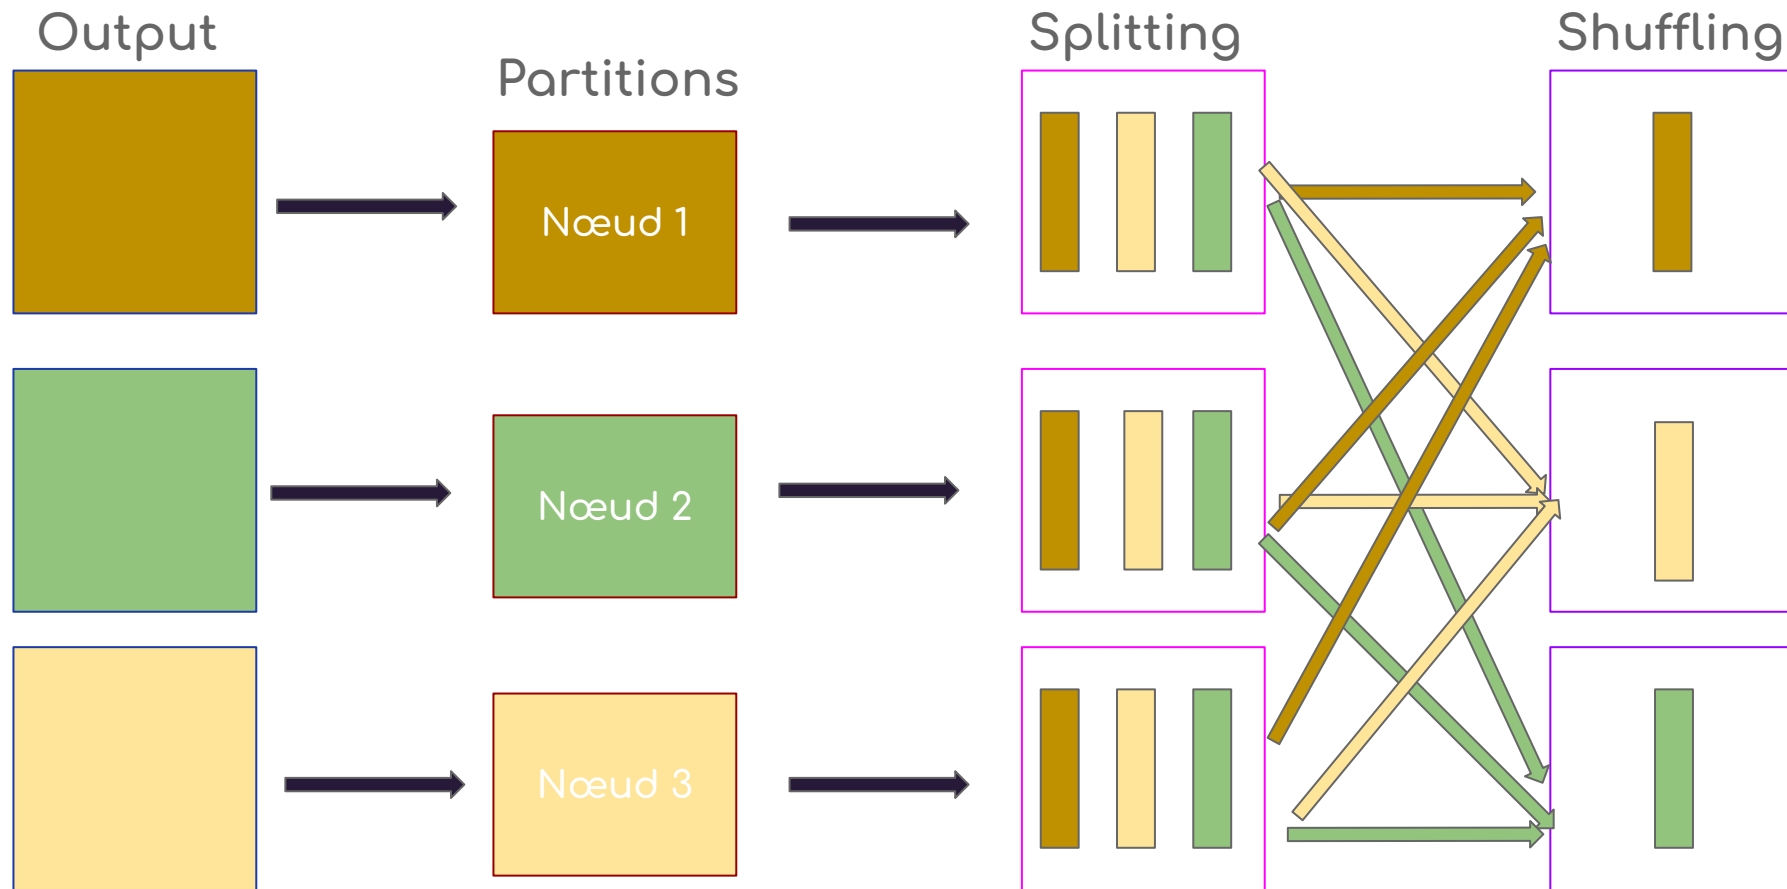 Output
Partitions
Splitting
Shuffling
Nœud 1
Nœud 2
Nœud 3